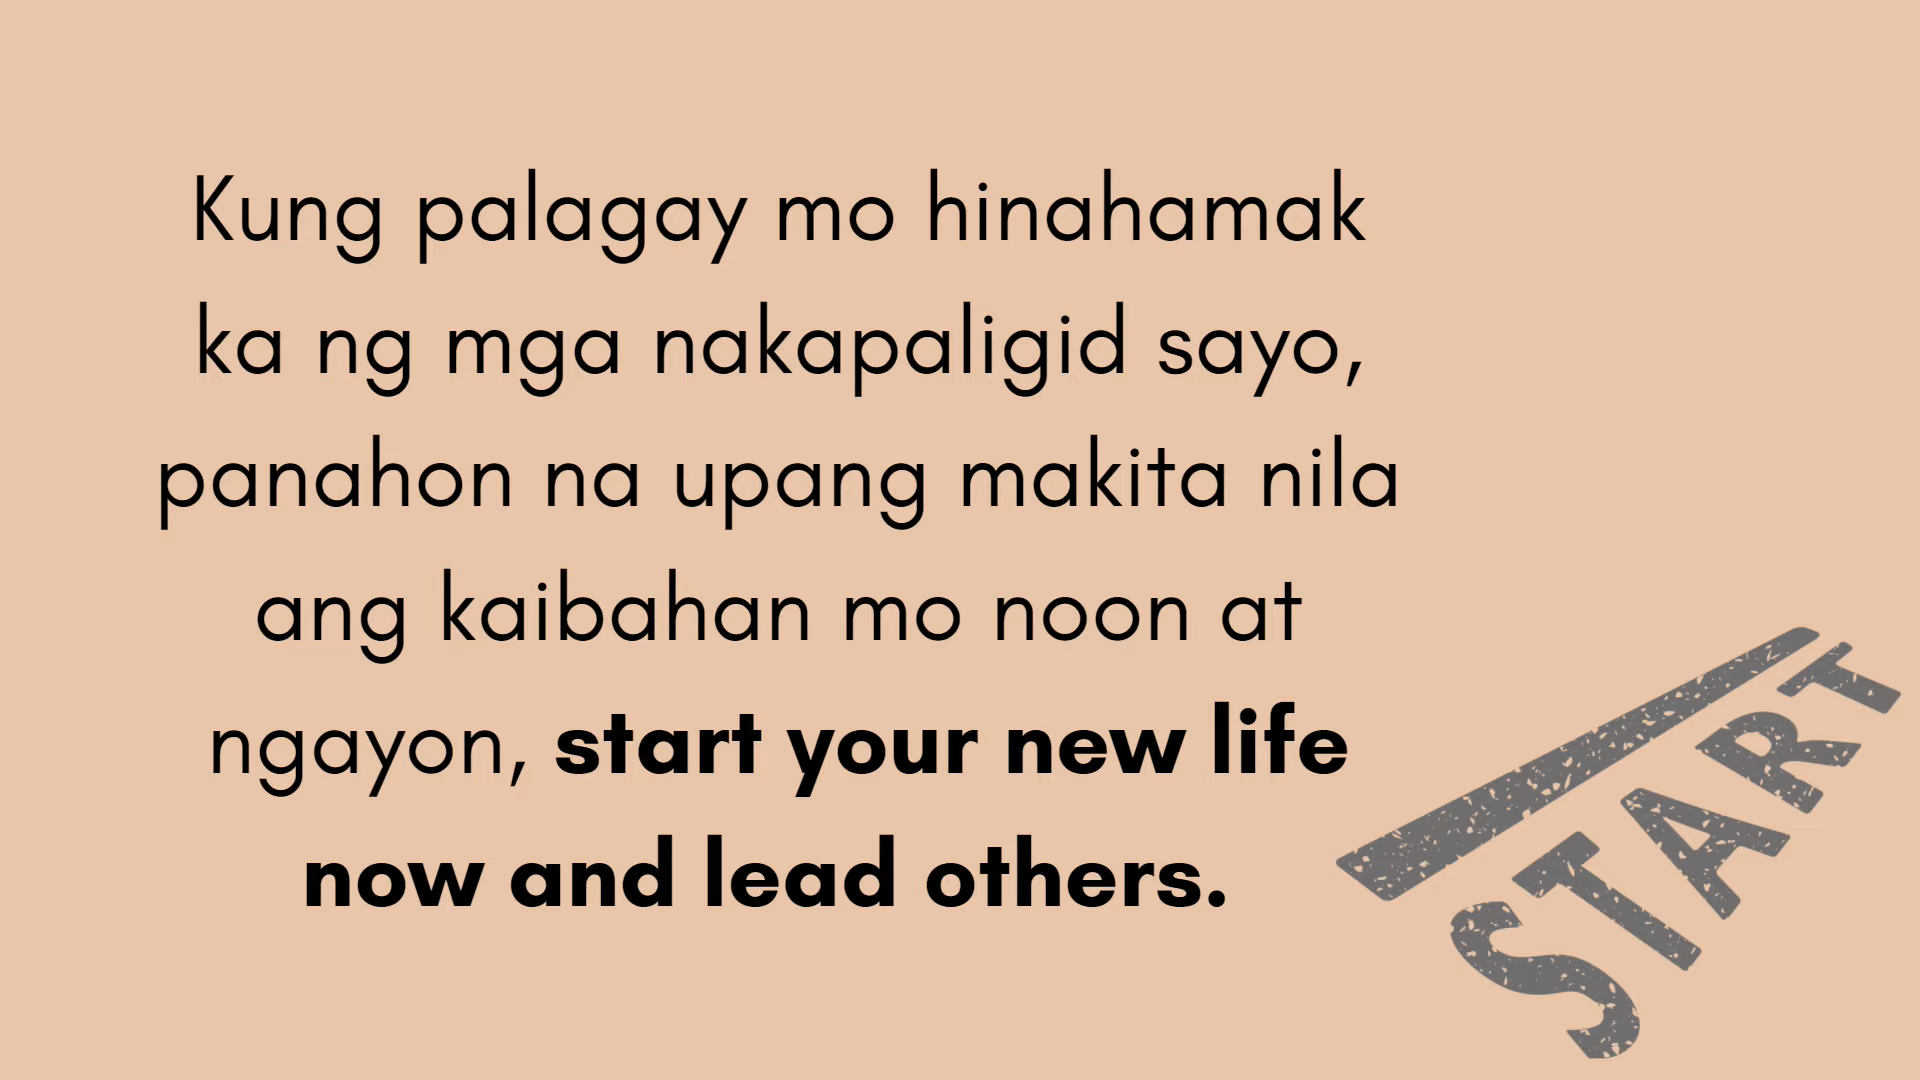 Kung palagay mo hinahamak
ka ng mga nakapaligid sayo,
panahon na upang makita nila
ang kaibahan mo noon at
ngayon, start your new life
now and lead others.
START